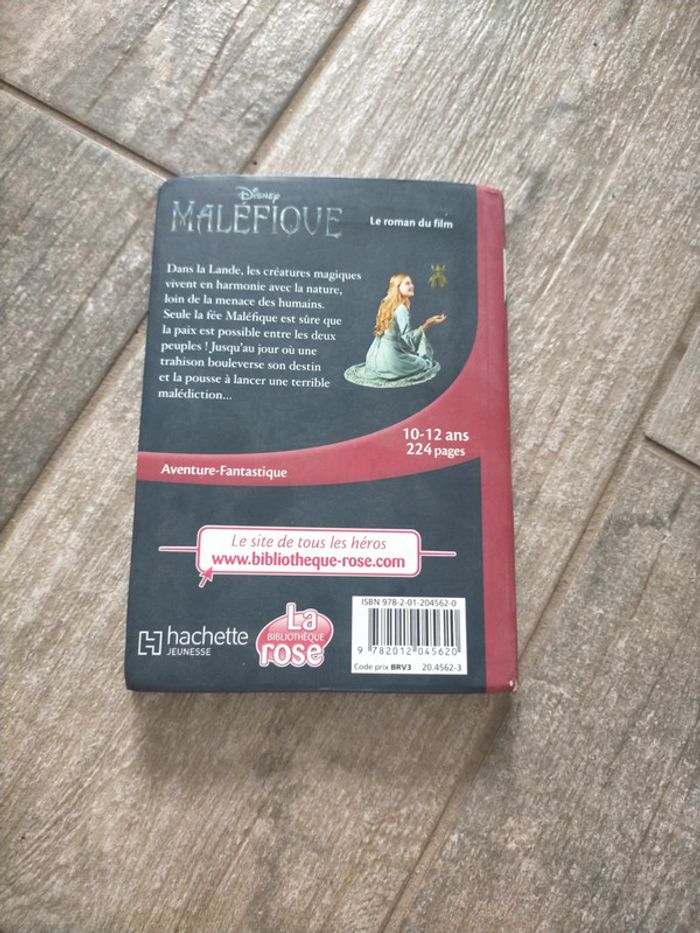 Disney
MALÉFIQUE
Le roman du film
Dans la Lande, les créatures magiques
vivent en harmonie avec la nature,
loin de la menace des humains.
Seule la fée Maléfique est sûre que
la paix est possible entre les deux
peuples ! Jusqu'au jour où une
trahison bouleverse son destin
et la pousse à lancer une terrible
malédiction...
10-12 ans
224 pages
Aventure-Fantastique
Le site de tous les héros
www.bibliotheque-rose.com
hachette
JEUNESSE
La
BIBLIOTHÈQUE
rose
ISBN 978-2-01-204562-0
9 782012 045620
Code prix BRV3 20.4562-3